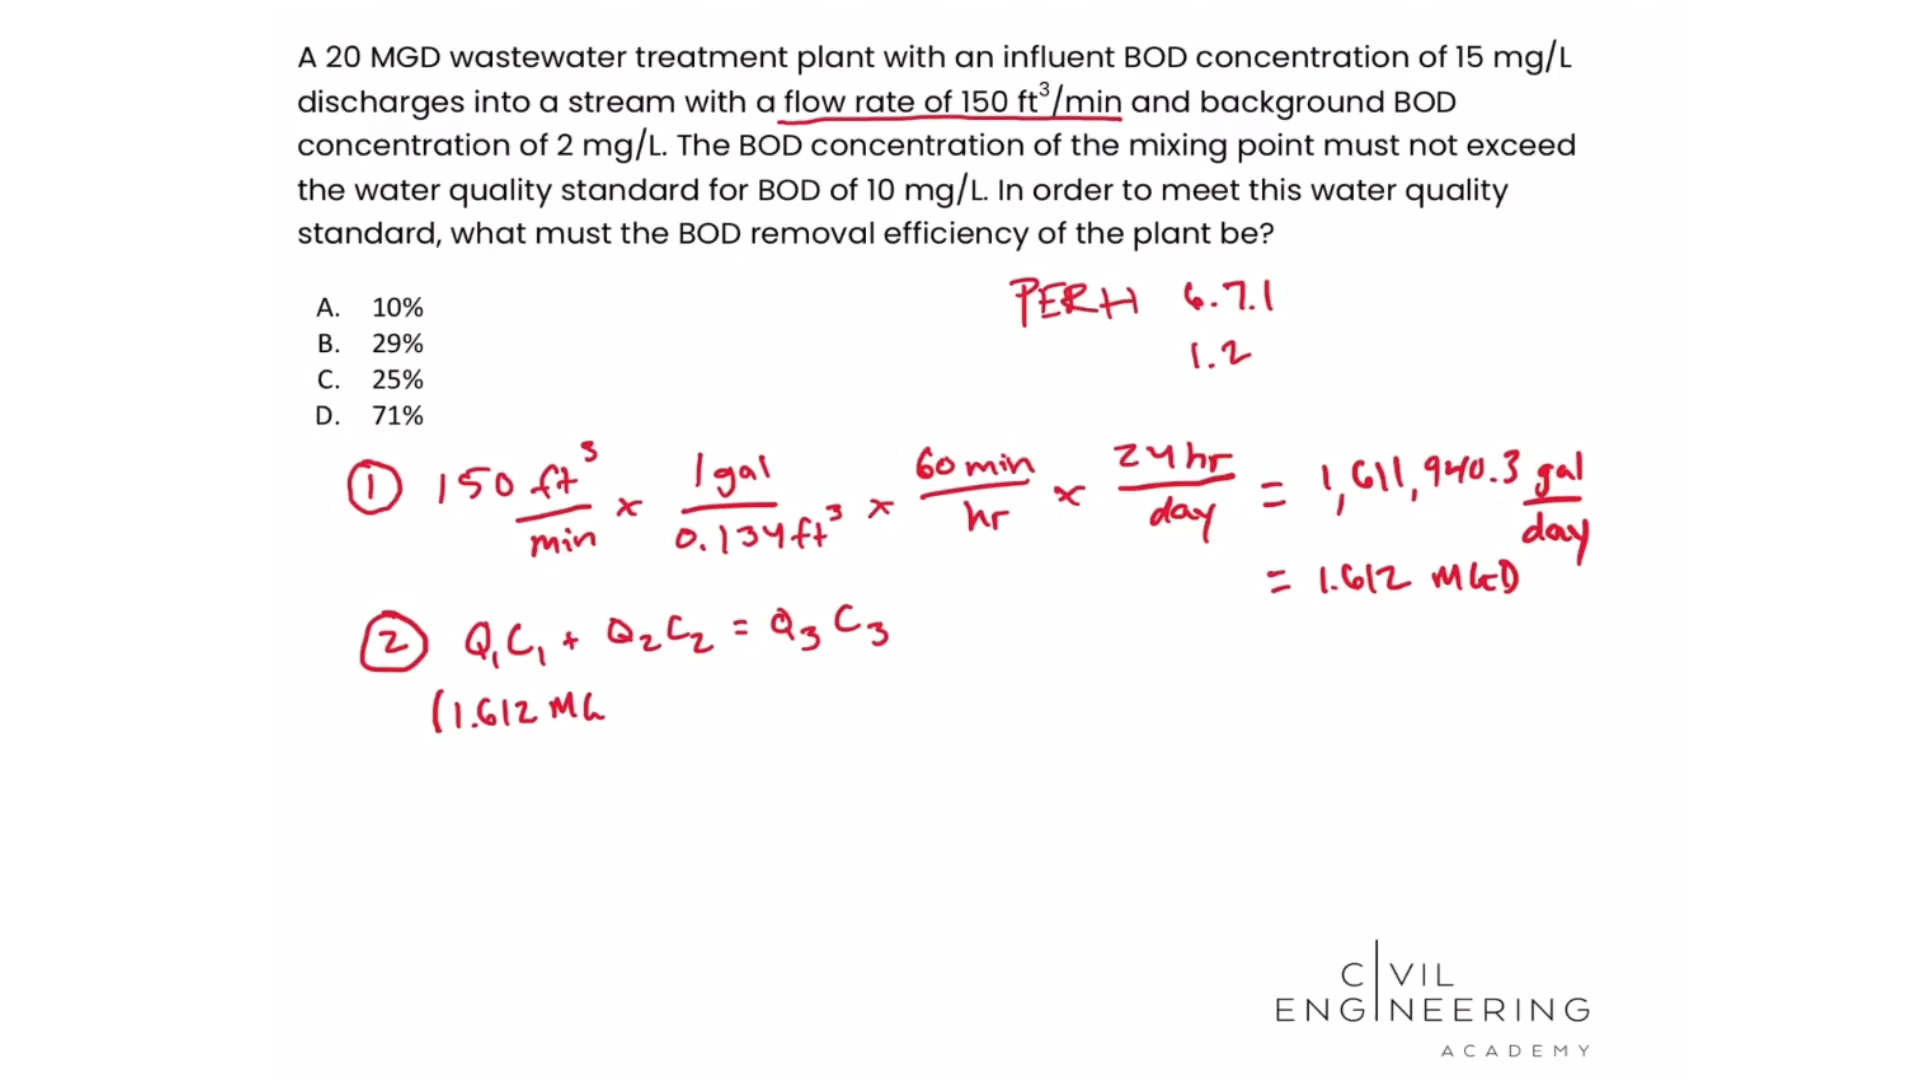 A 20 MGD wastewater treatment plant with an influent BOD concentration of 15 mg/L
discharges into a stream with a flow rate of 150 ft³/min and background BOD
concentration of 2 mg/L. The BOD concentration of the mixing point must not exceed
the water quality standard for BOD of 10 mg/L. In order to meet this water quality
standard, what must the BOD removal efficiency of the plant be?
PERH 6.7.1
1.2
A. 10%
B. 29%
C. 25%
D. 71%
① 150 ft³/min × 1 gal/0.134 ft³ × 60 min/hr × 24 hr/day = 1,611,940.3 gal/day
= 1.612 MGD
② Q₁C₁ + Q₂C₂ = Q₃C₃
(1.612 MG
CIVIL
ENGINEERING
ACADEMY